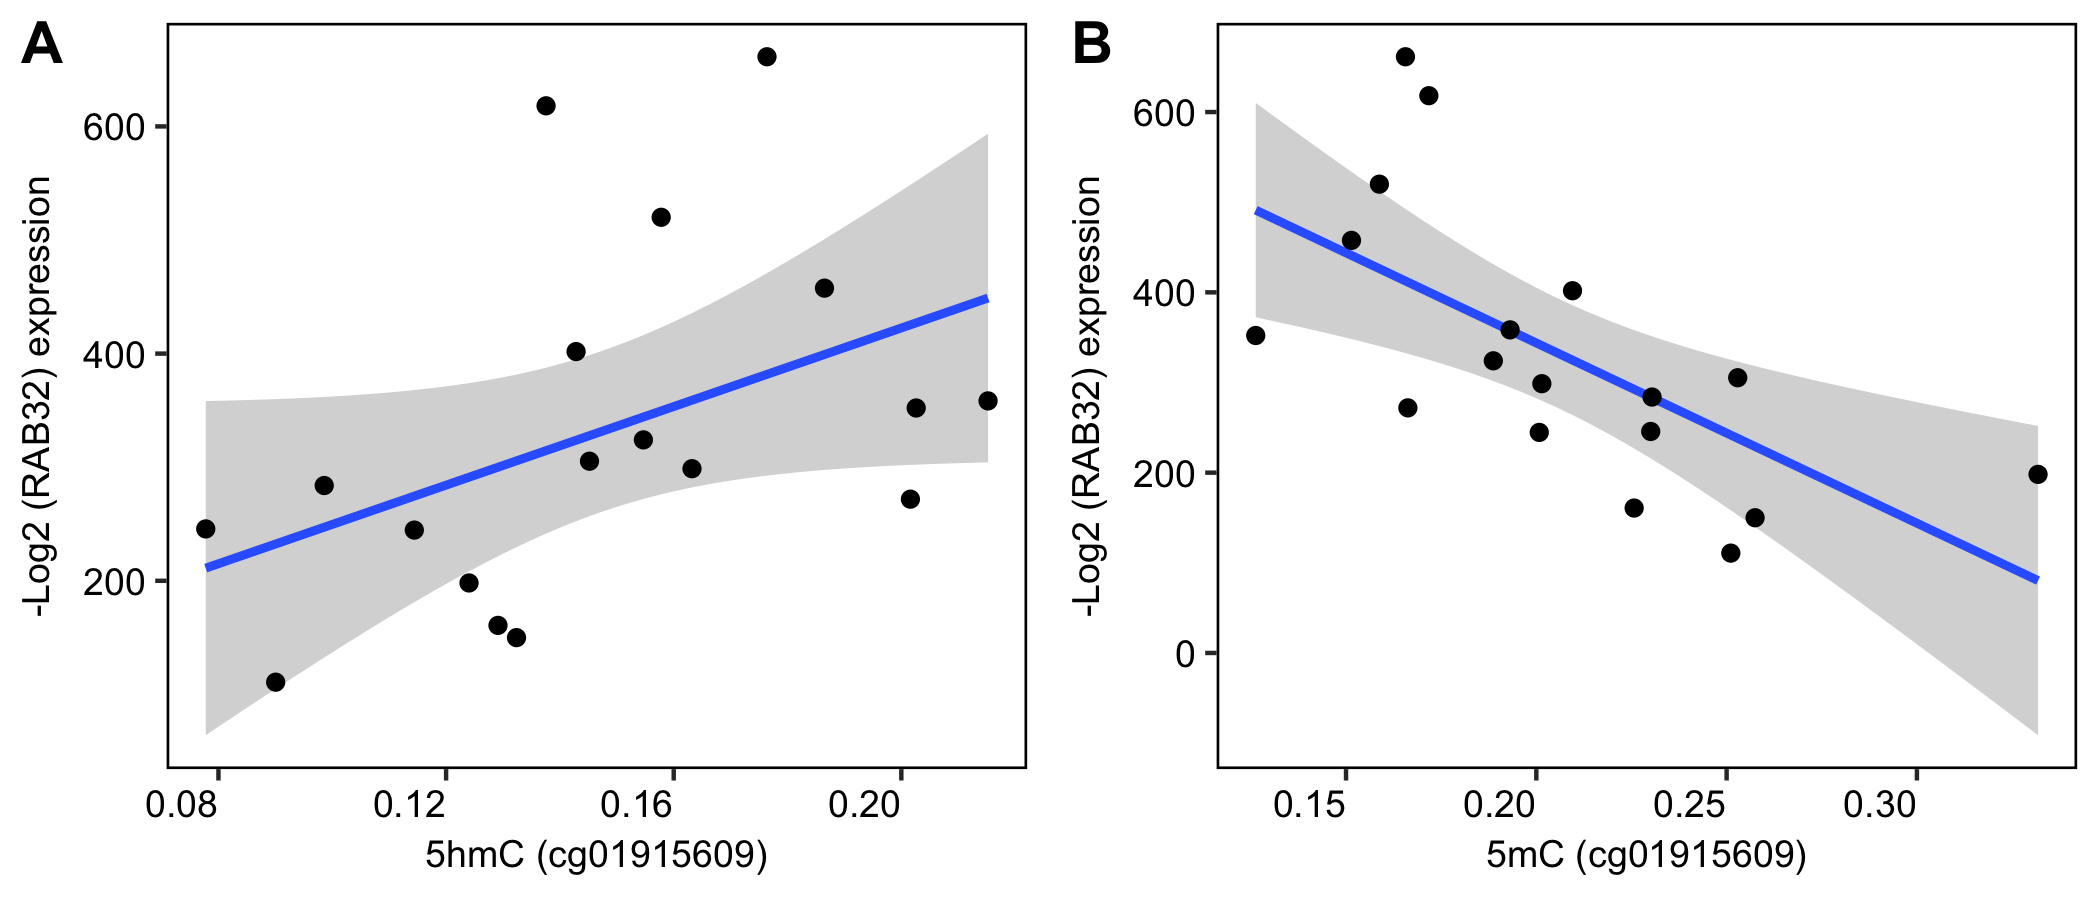 A
600
400
200
-Log2 (RAB32) expression
0.08 0.12 0.16 0.20
5hmC (cg01915609)
B
600
400
200
0
-Log2 (RAB32) expression
0.15 0.20 0.25 0.30
5mC (cg01915609)